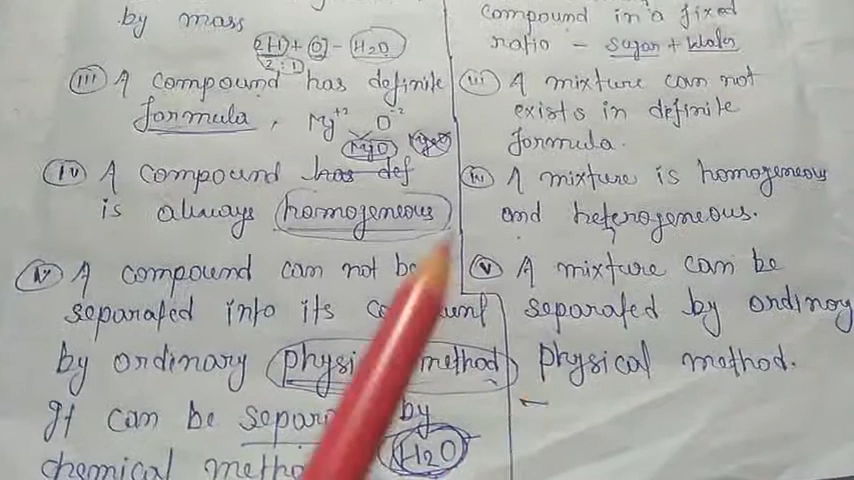 by mass
2H + O - H2O
2 : 1
(iii) A compound has definite
formula, Mg+2 O-2
MgO
(iv) A compound has def
is always homogeneous
(v) A compound can not be
separated into its
by ordinary method
It can be by
chemical
H2O
compound in a fixed
ratio - Sugar + Water
(iii) A mixture can not
exists in definite
formula.
A mixture is homogeneous
and heterogeneous.
(v) A mixture can be
separated by ordinary
physical method.